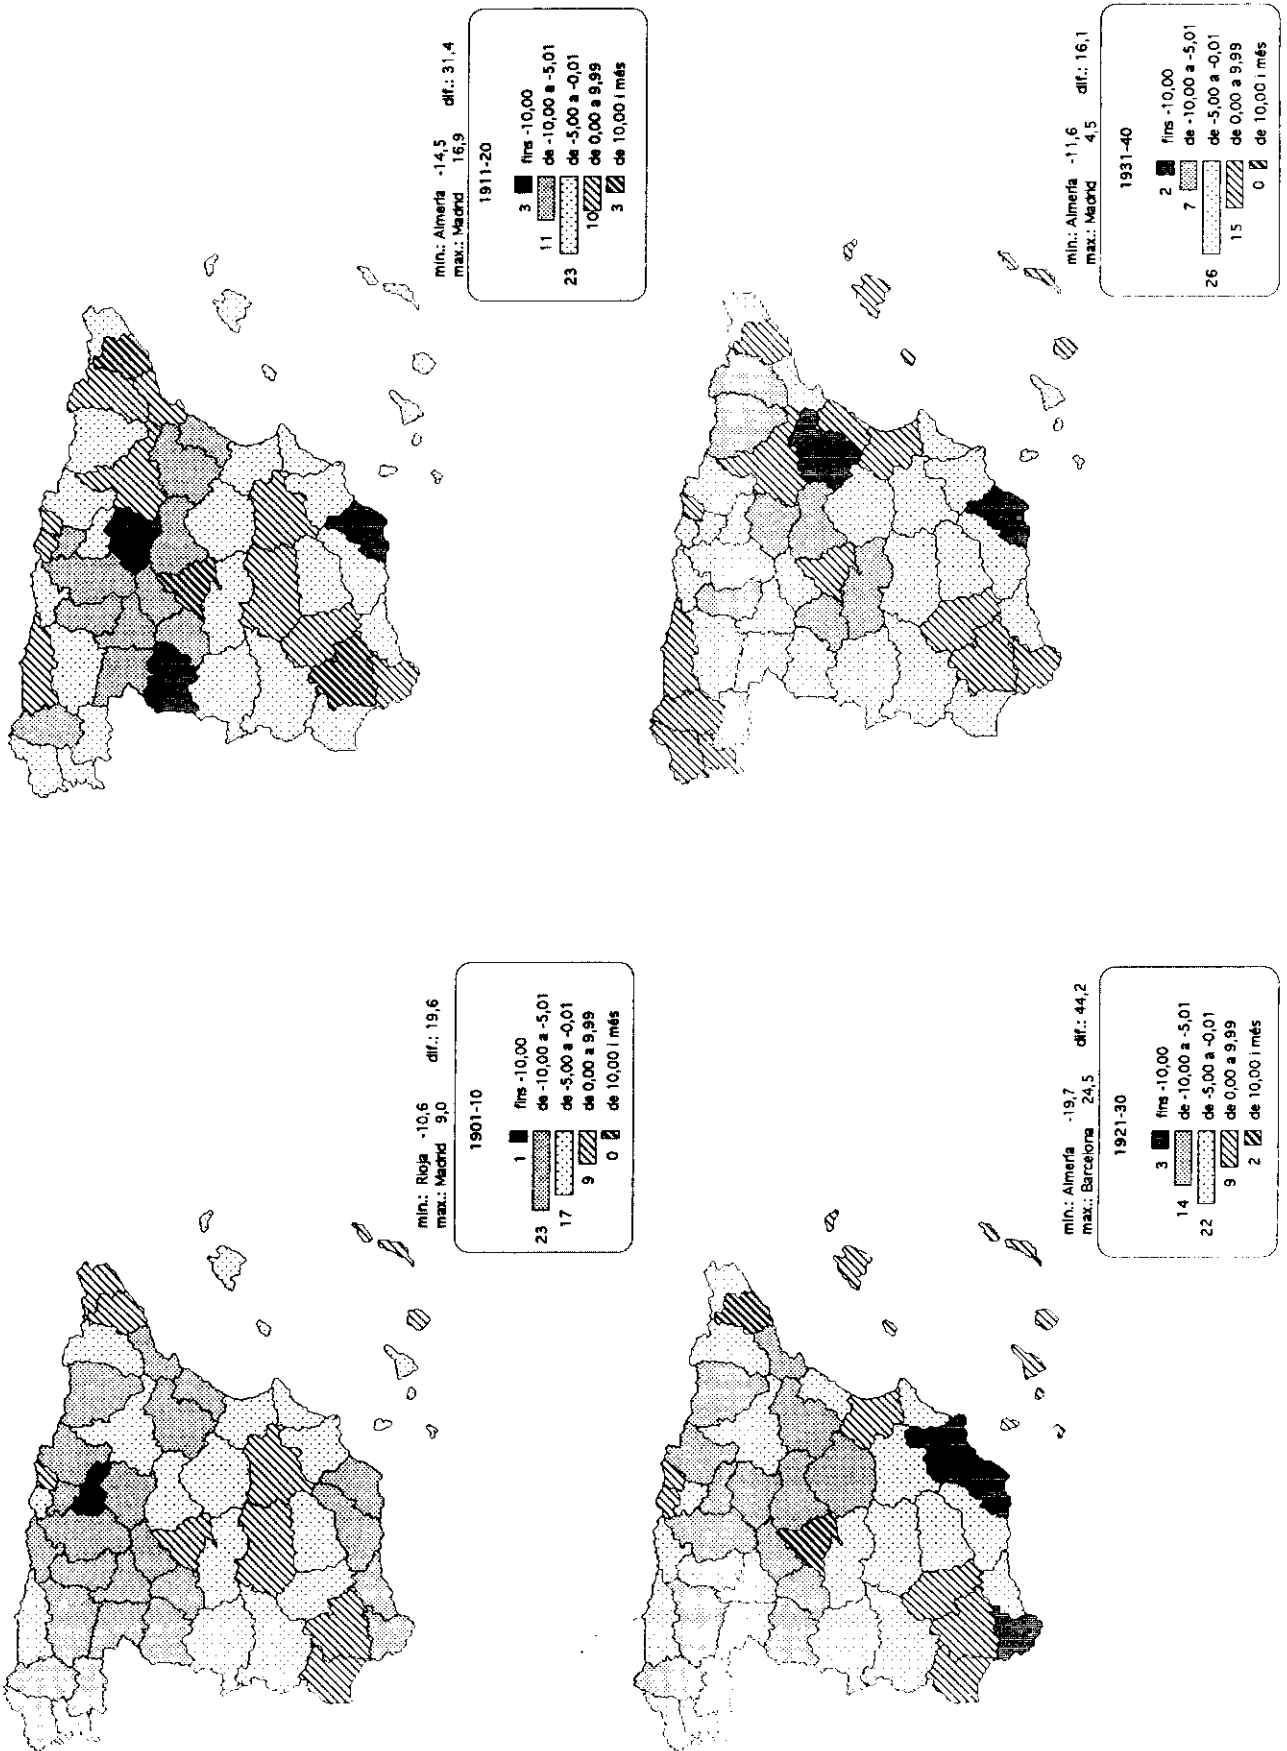 min.: Rioja -10,6
max.: Madrid 9,0 dif.: 19,6
1901-10
1 fins -10,00
23 de -10,00 a -5,01
17 de -5,00 a -0,01
9 de 0,00 a 9,99
0 de 10,00 i més
min.: Almería -14,5
max.: Madrid 16,9 dif.: 31,4
1911-20
3 fins -10,00
11 de -10,00 a -5,01
23 de -5,00 a -0,01
10 de 0,00 a 9,99
3 de 10,00 i més
min.: Almería -19,7
max.: Barcelona 24,5 dif.: 44,2
1921-30
3 fins -10,00
14 de -10,00 a -5,01
22 de -5,00 a -0,01
9 de 0,00 a 9,99
2 de 10,00 i més
min.: Almería -11,6
max.: Madrid 4,5 dif.: 16,1
1931-40
2 fins -10,00
7 de -10,00 a -5,01
26 de -5,00 a -0,01
15 de 0,00 a 9,99
0 de 10,00 i més